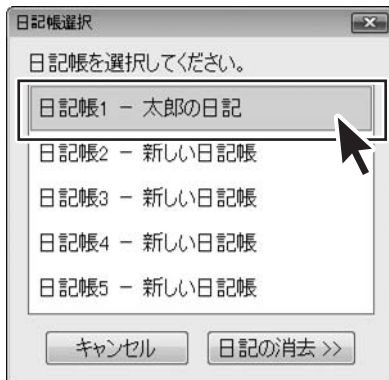 日記帳選択
日記帳を選択してください。
日記帳1 － 太郎の日記
日記帳2 － 新しい日記帳
日記帳3 － 新しい日記帳
日記帳4 － 新しい日記帳
日記帳5 － 新しい日記帳
キャンセル 日記の消去 >>